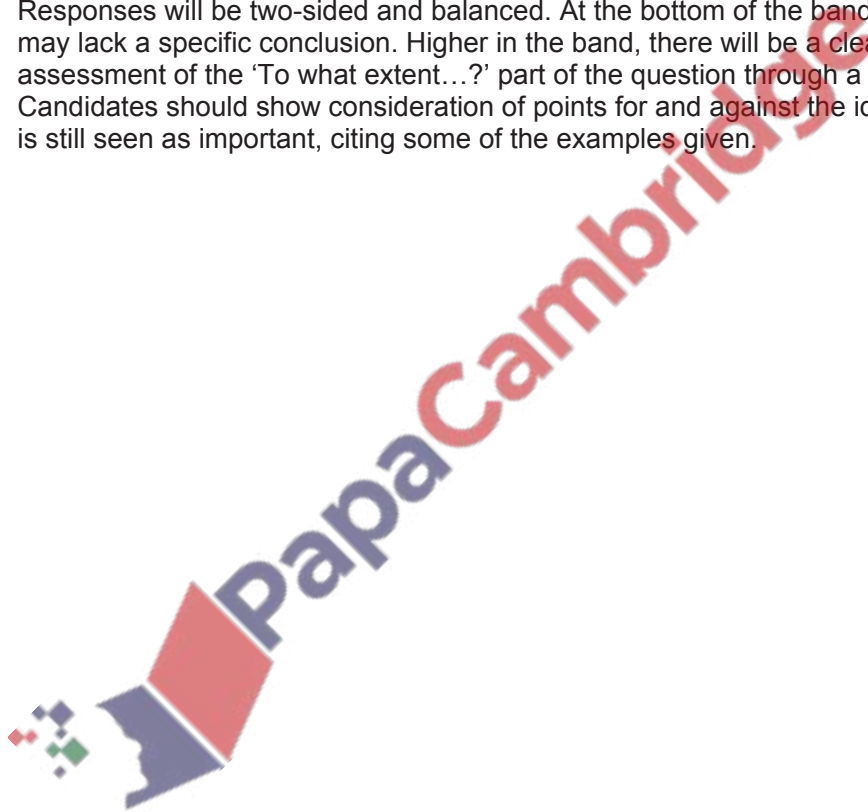 Responses will be two-sided and balanced. At the bottom of the band
may lack a specific conclusion. Higher in the band, there will be a
assessment of the ‘To what extent…?’ part of the question through a
Candidates should show consideration of points for and against the
is still seen as important, citing some of the examples given.
PapaCambridge